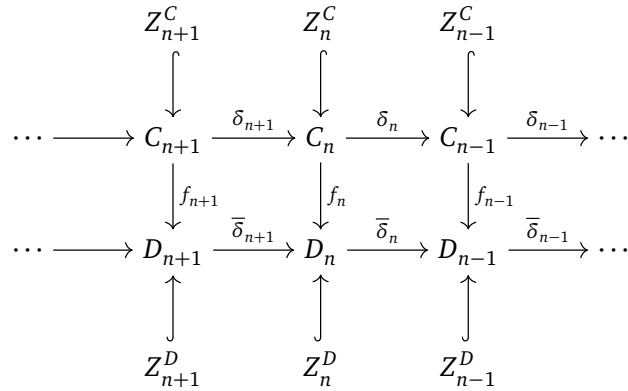 Z^C_{n+1} Z^C_n Z^C_{n-1}
δ_{n+1} δ_n δ_{n-1}
⋯ C_{n+1} C_n C_{n-1} ⋯
f_{n+1} f_n f_{n-1}
δ̅_{n+1} δ̅_n δ̅_{n-1}
⋯ D_{n+1} D_n D_{n-1} ⋯
Z^D_{n+1} Z^D_n Z^D_{n-1}